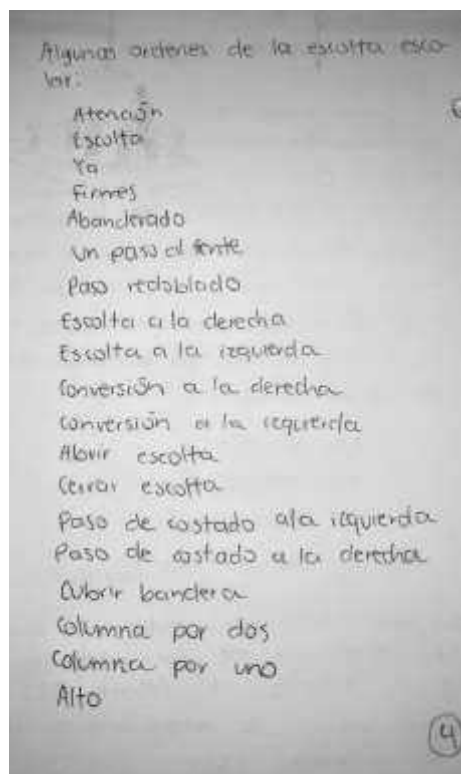 Algunas ordenes de la escolta esco-
lar.
Atención
Escolta
Ya
Firmes
Abanderado
Un paso al frente
Paso redoblado
Escolta a la derecha
Escolta a la izquierda
Conversión a la derecha
Conversión a la izquierda
Abrir escolta
Cerrar escolta
Paso de costado a la izquierda
Paso de costado a la derecha
Cubrir bandera
Columna por dos
Columna por uno
Alto
4